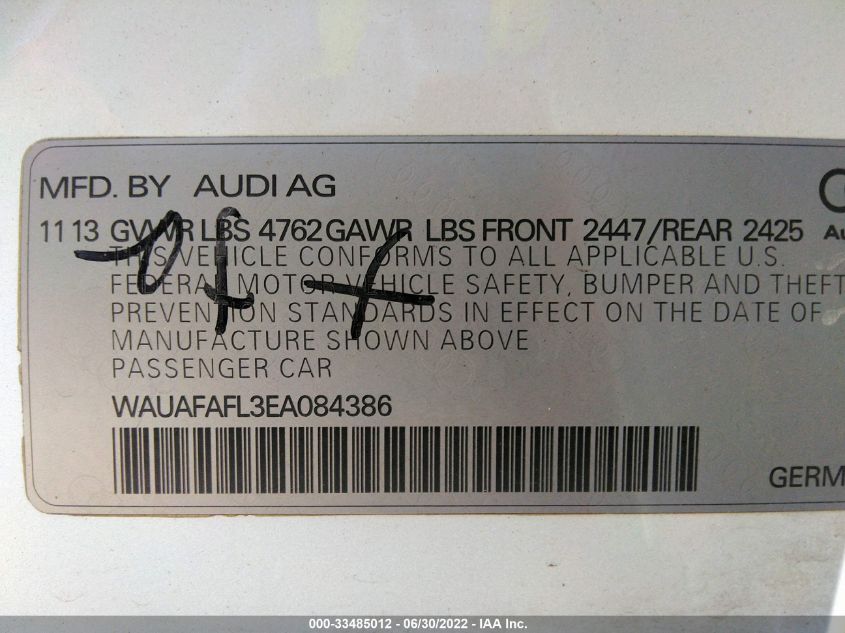 MFD. BY AUDI AG
11 13 GVWR LBS 4762 GAWR LBS FRONT 2447/REAR 2425
THIS VEHICLE CONFORMS TO ALL APPLICABLE U.S.
FEDERAL MOTOR VEHICLE SAFETY, BUMPER AND THEFT
PREVENTION STANDARDS IN EFFECT ON THE DATE OF
MANUFACTURE SHOWN ABOVE
PASSENGER CAR
WAUAFAFL3EA084386
GERM
000-33485012 - 06/30/2022 - IAA Inc.